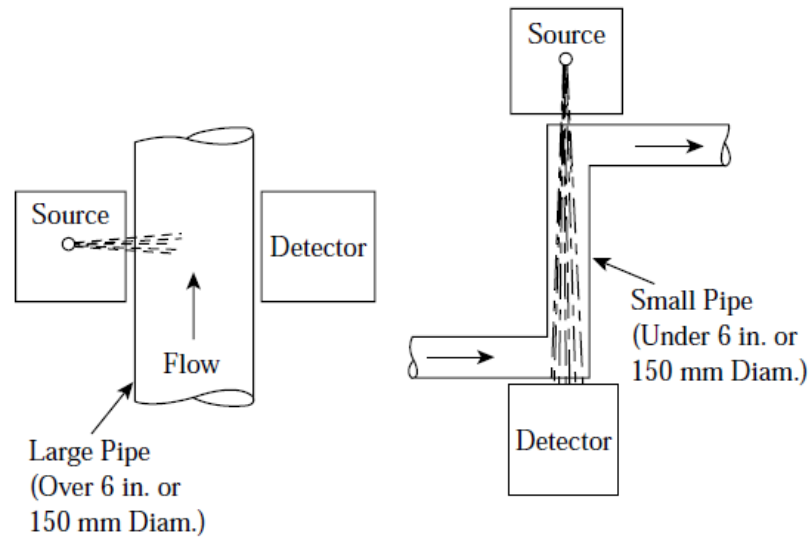 Source
Detector
Flow
Large Pipe
(Over 6 in. or
150 mm Diam.)
Source
Small Pipe
(Under 6 in. or
150 mm Diam.)
Detector